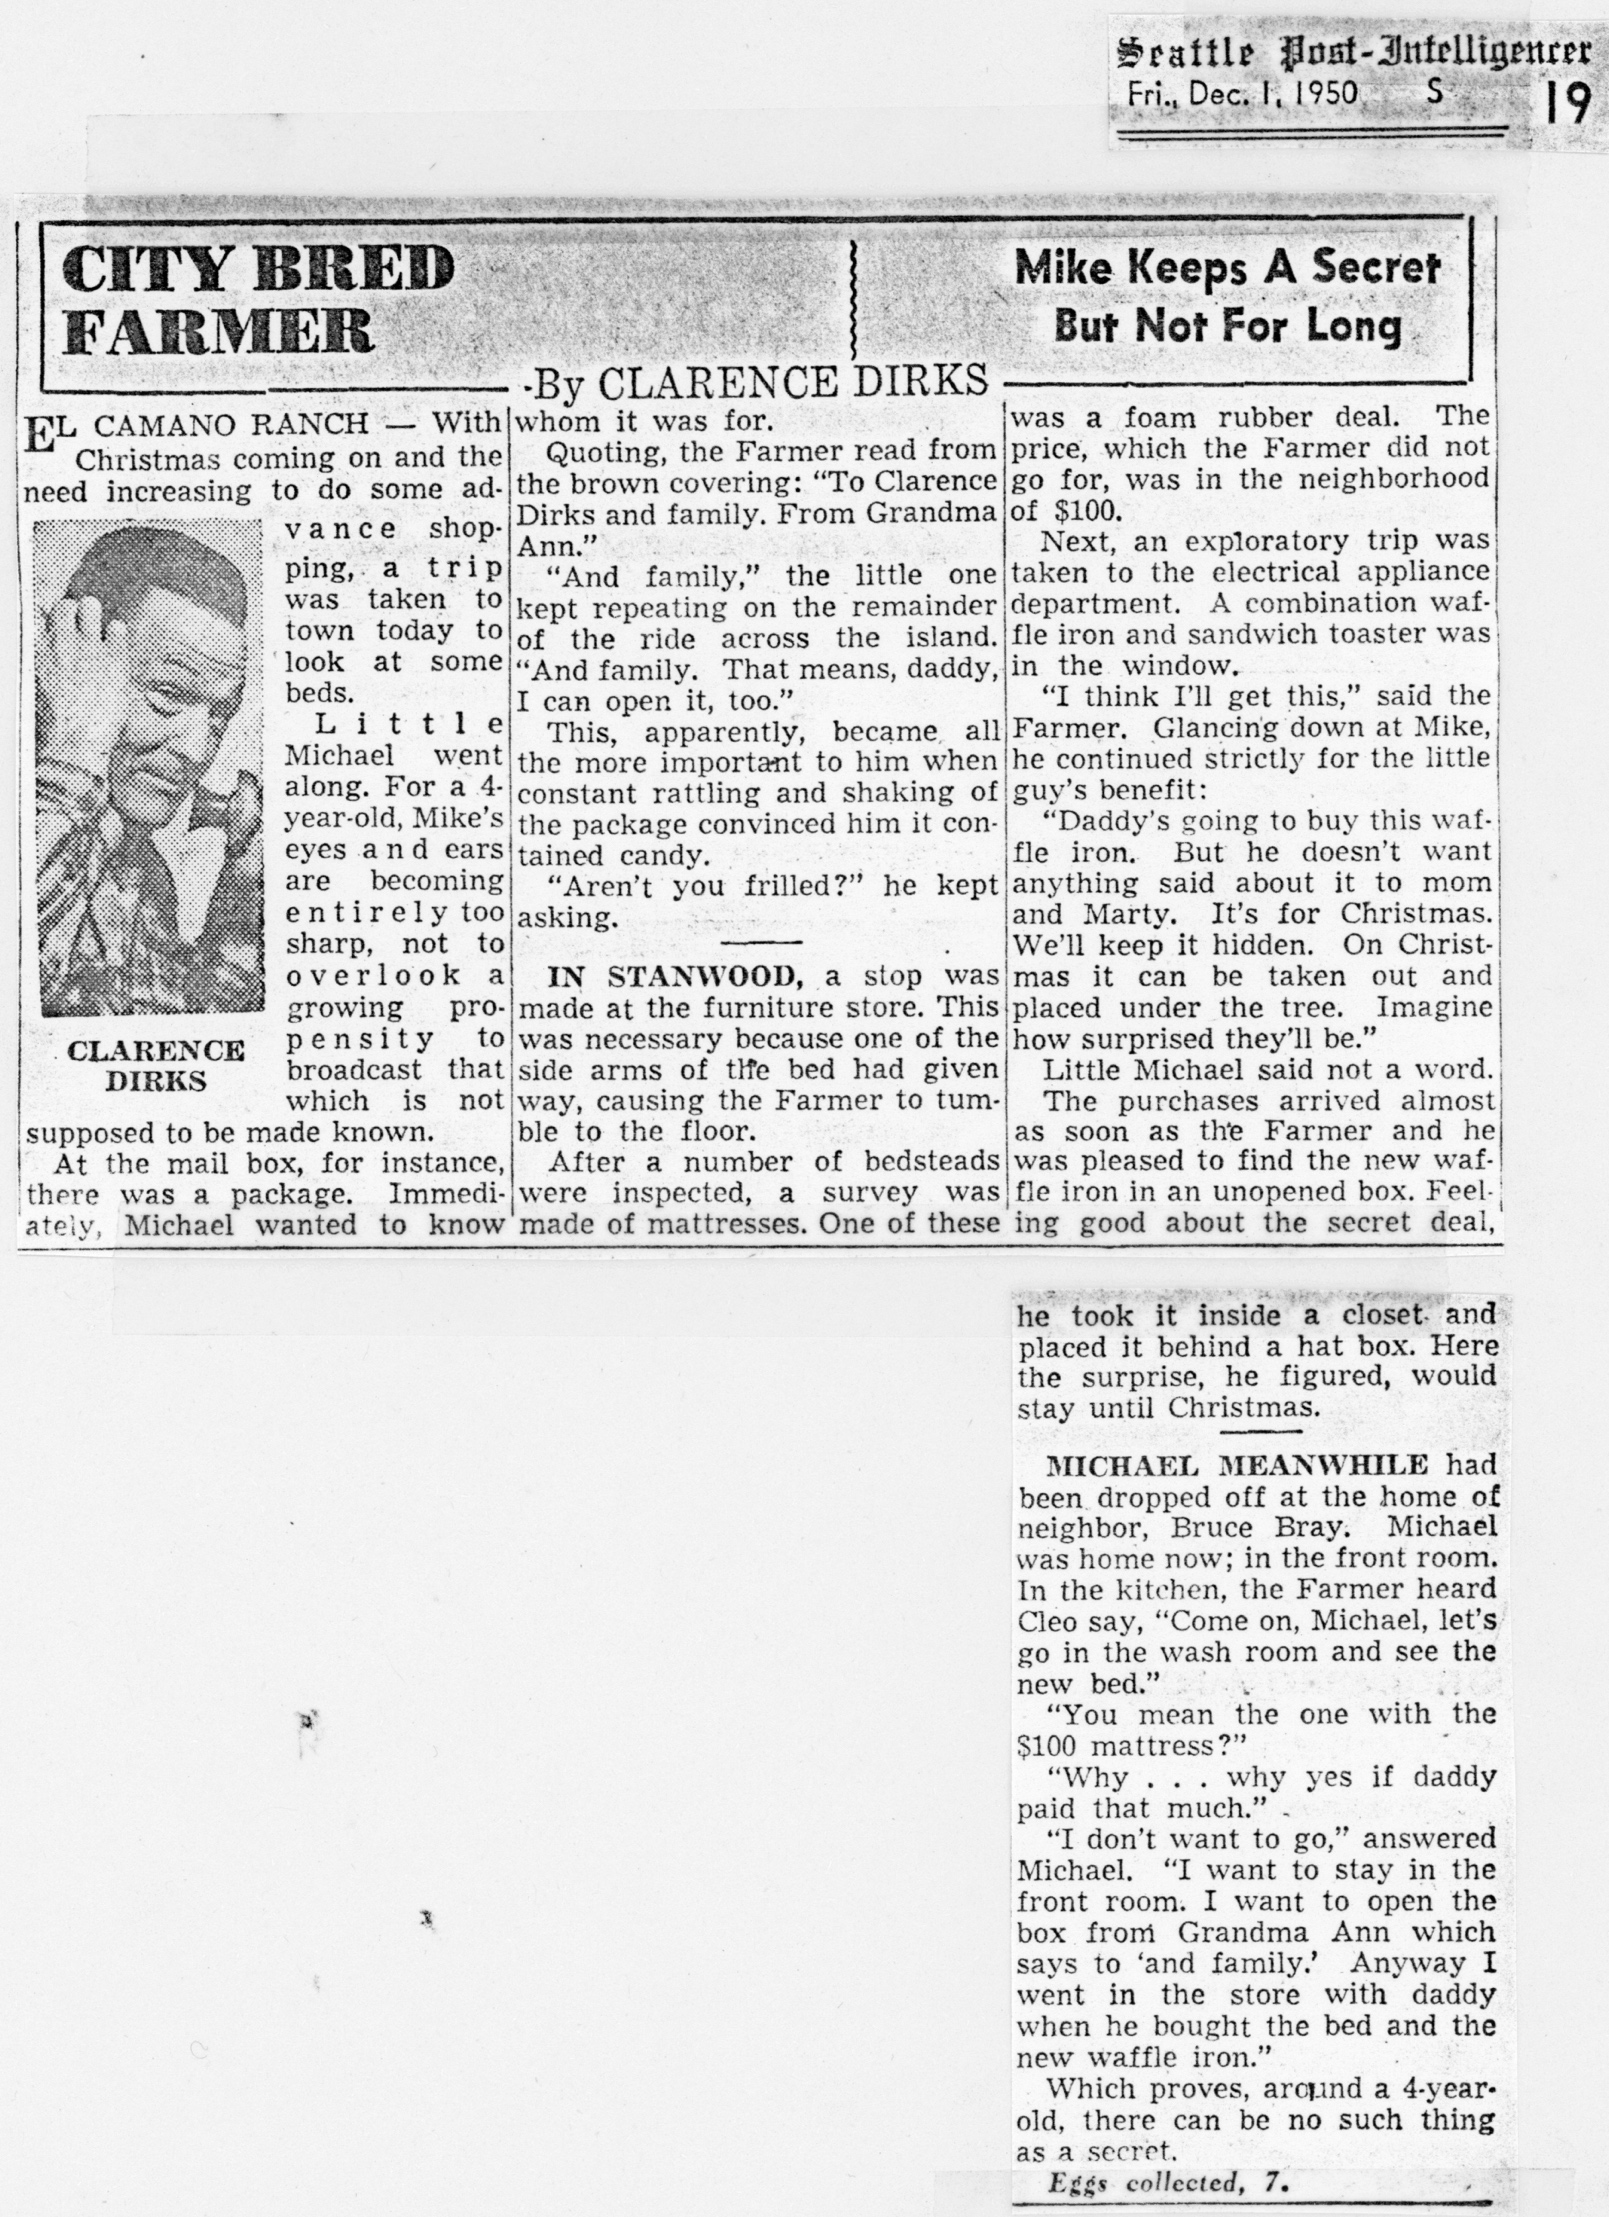 Seattle Post-Intelligencer
Fri., Dec. 1, 1950 S 19
CITY BRED
FARMER
Mike Keeps A Secret
But Not For Long
-By CLARENCE DIRKS
EL CAMANO RANCH — With
Christmas coming on and the
need increasing to do some ad-
vance shop-
ping, a trip
was taken to
town today to
look at some
beds.
Little
Michael went
along. For a 4-
year-old, Mike's
eyes and ears
are becoming
entirely too
sharp, not to
overlook a
growing pro-
pensity to
broadcast that
which is not
CLARENCE
DIRKS
supposed to be made known.
At the mail box, for instance,
there was a package. Immedi-
ately, Michael wanted to know
whom it was for.
Quoting, the Farmer read from
the brown covering: “To Clarence
Dirks and family. From Grandma
Ann.”
“And family,” the little one
kept repeating on the remainder
of the ride across the island.
“And family. That means, daddy,
I can open it, too.”
This, apparently, became all
the more important to him when
constant rattling and shaking of
the package convinced him it con-
tained candy.
“Aren't you frilled?” he kept
asking.
IN STANWOOD, a stop was
made at the furniture store. This
was necessary because one of the
side arms of the bed had given
way, causing the Farmer to tum-
ble to the floor.
After a number of bedsteads
were inspected, a survey was
made of mattresses. One of these
was a foam rubber deal. The
price, which the Farmer did not
go for, was in the neighborhood
of $100.
Next, an exploratory trip was
taken to the electrical appliance
department. A combination waf-
fle iron and sandwich toaster was
in the window.
“I think I'll get this,” said the
Farmer. Glancing down at Mike,
he continued strictly for the little
guy's benefit:
“Daddy's going to buy this waf-
fle iron. But he doesn't want
anything said about it to mom
and Marty. It's for Christmas.
We'll keep it hidden. On Christ-
mas it can be taken out and
placed under the tree. Imagine
how surprised they'll be.”
Little Michael said not a word.
The purchases arrived almost
as soon as the Farmer and he
was pleased to find the new waf-
fle iron in an unopened box. Feel-
ing good about the secret deal,
he took it inside a closet and
placed it behind a hat box. Here
the surprise, he figured, would
stay until Christmas.
MICHAEL MEANWHILE had
been dropped off at the home of
neighbor, Bruce Bray. Michael
was home now; in the front room.
In the kitchen, the Farmer heard
Cleo say, “Come on, Michael, let's
go in the wash room and see the
new bed.”
“You mean the one with the
$100 mattress?”
“Why . . . why yes if daddy
paid that much.”
“I don't want to go,” answered
Michael. “I want to stay in the
front room. I want to open the
box from Grandma Ann which
says to ‘and family.’ Anyway I
went in the store with daddy
when he bought the bed and the
new waffle iron.”
Which proves, around a 4-year-
old, there can be no such thing
as a secret.
Eggs collected, 7.